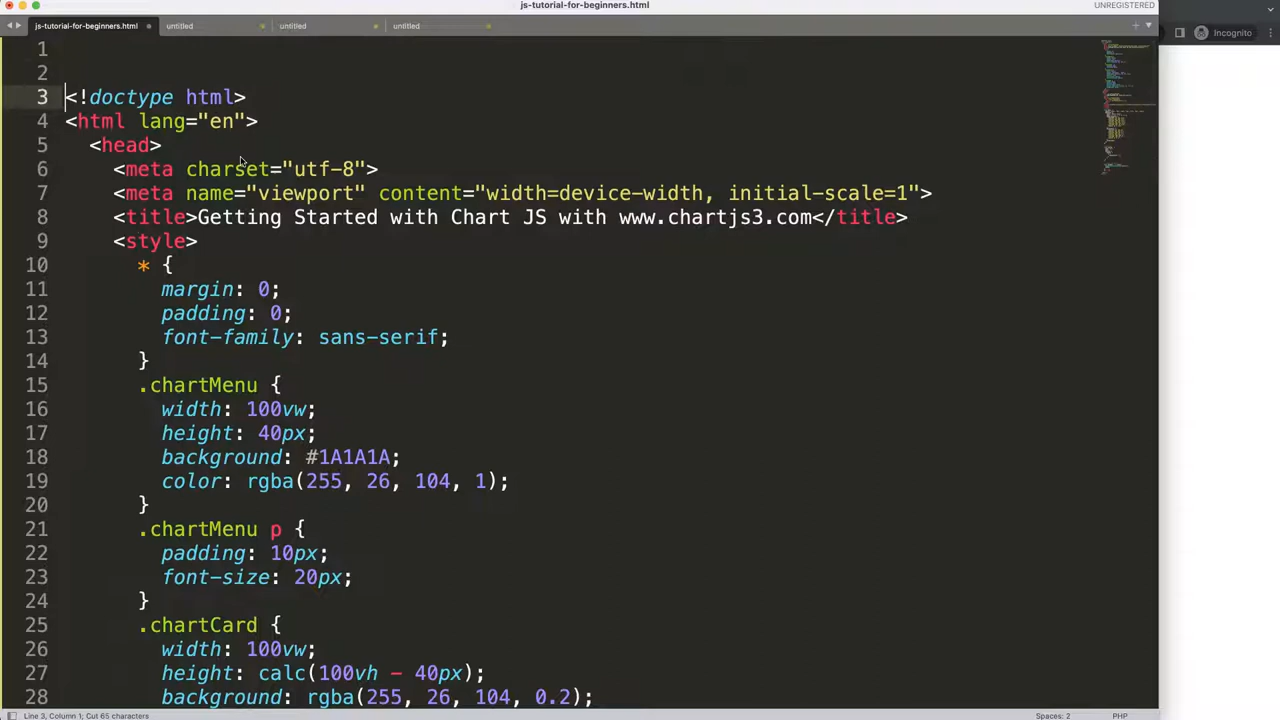 js-tutorial-for-beginners.html
UNREGISTERED
js-tutorial-for-beginners.html
untitled
untitled
untitled
Incognito
1
2
3 <!doctype html>
4 <html lang="en">
5 <head>
6 <meta charset="utf-8">
7 <meta name="viewport" content="width=device-width, initial-scale=1">
8 <title>Getting Started with Chart JS with www.chartjs3.com</title>
9 <style>
10 * {
11 margin: 0;
12 padding: 0;
13 font-family: sans-serif;
14 }
15 .chartMenu {
16 width: 100vw;
17 height: 40px;
18 background: #1A1A1A;
19 color: rgba(255, 26, 104, 1);
20 }
21 .chartMenu p {
22 padding: 10px;
23 font-size: 20px;
24 }
25 .chartCard {
26 width: 100vw;
27 height: calc(100vh - 40px);
28 background: rgba(255, 26, 104, 0.2);
Line 3, Column 1; Cut 65 characters
Spaces: 2
PHP